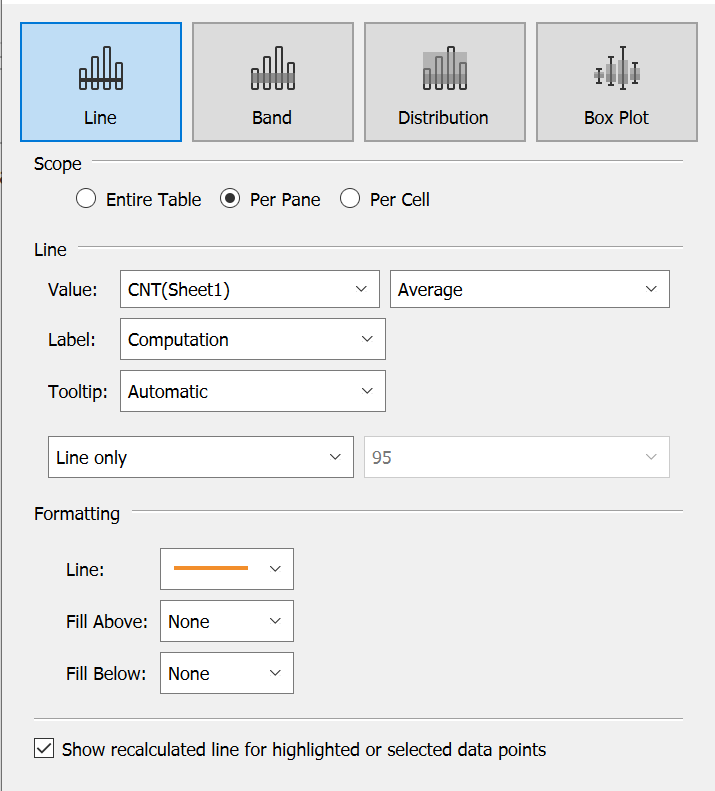 Line Band Distribution Box Plot
Scope
Entire Table Per Pane Per Cell
Line
Value: CNT(Sheet1) Average
Label: Computation
Tooltip: Automatic
Line only 95
Formatting
Line:
Fill Above: None
Fill Below: None
Show recalculated line for highlighted or selected data points